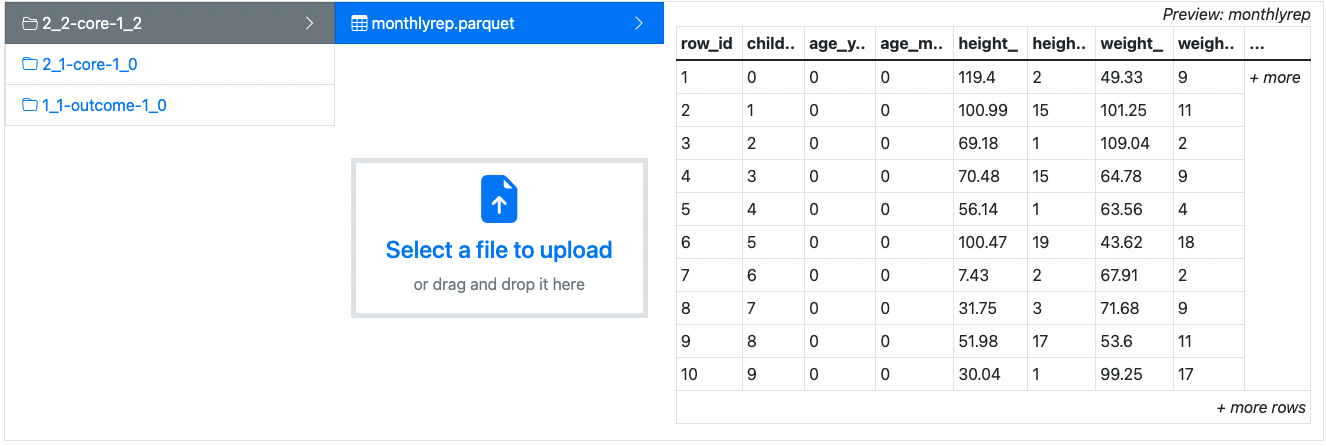 2_2-core-1_2
2_1-core-1_0
1_1-outcome-1_0
monthlyrep.parquet
Select a file to upload
or drag and drop it here
Preview: monthlyrep
row_id child.. age_y.. age_m.. height_ heigh.. weight_ weigh.. ...
1 0 0 0 119.4 2 49.33 9 + more
2 1 0 0 100.99 15 101.25 11
3 2 0 0 69.18 1 109.04 2
4 3 0 0 70.48 15 64.78 9
5 4 0 0 56.14 1 63.56 4
6 5 0 0 100.47 19 43.62 18
7 6 0 0 7.43 2 67.91 2
8 7 0 0 31.75 3 71.68 9
9 8 0 0 51.98 17 53.6 11
10 9 0 0 30.04 1 99.25 17
+ more rows